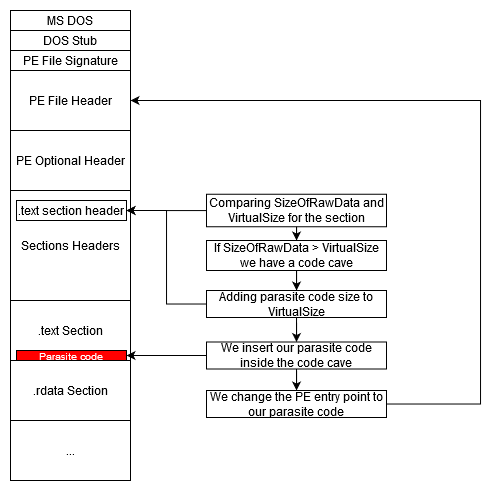 MS DOS
DOS Stub
PE File Signature
PE File Header
PE Optional Header
.text section header
Sections Headers
.text Section
Parasite code
.rdata Section
...
Comparing SizeOfRawData and
VirtualSize for the section
If SizeOfRawData > VirtualSize
we have a code cave
Adding parasite code size to
VirtualSize
We insert our parasite code
inside the code cave
We change the PE entry point to
our parasite code